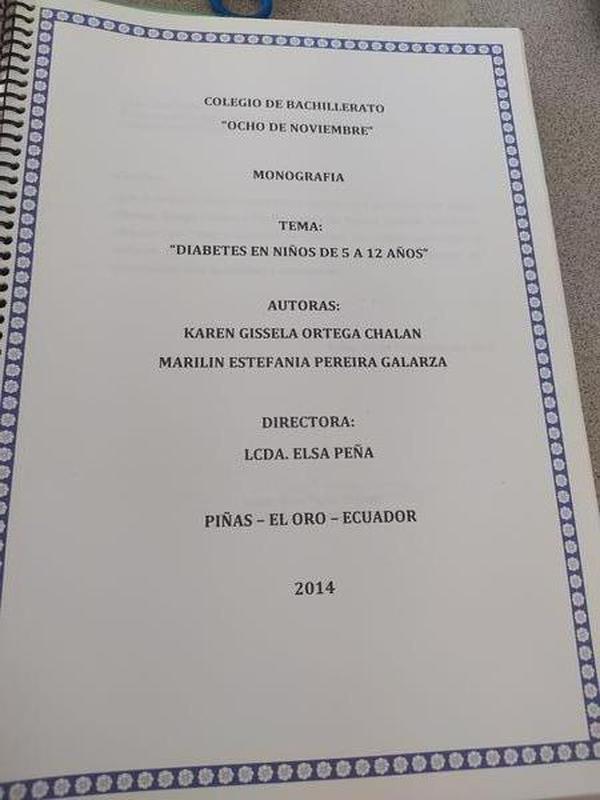 COLEGIO DE BACHILLERATO
"OCHO DE NOVIEMBRE"
MONOGRAFIA
TEMA:
"DIABETES EN NIÑOS DE 5 A 12 AÑOS"
AUTORAS:
KAREN GISSELA ORTEGA CHALAN
MARILIN ESTEFANIA PEREIRA GALARZA
DIRECTORA:
LCDA. ELSA PEÑA
PIÑAS – EL ORO – ECUADOR
2014